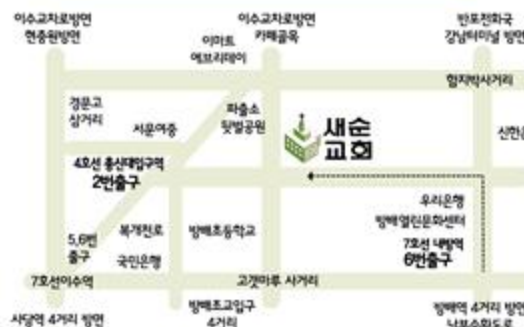 이수교차로방면
현충원방면
이수교차로방면
카페골목
반포전화국
강남터미널 방면
이마트
에브리데이
함지박사거리
경문고
삼거리
서문여중
파출소
뒷벌공원
새순
교회
신한은
4호선 총신대입구역
2번출구
우리은행
방배열린문화센터
7호선 내방역
6번출구
5,6번
출구
복개천로
국민은행
방배초등학교
7호선이수역
고갯마루 사거리
사당역 4거리 방면
방배초교입구
4거리
방배역 4거리 방면
남부순환도로